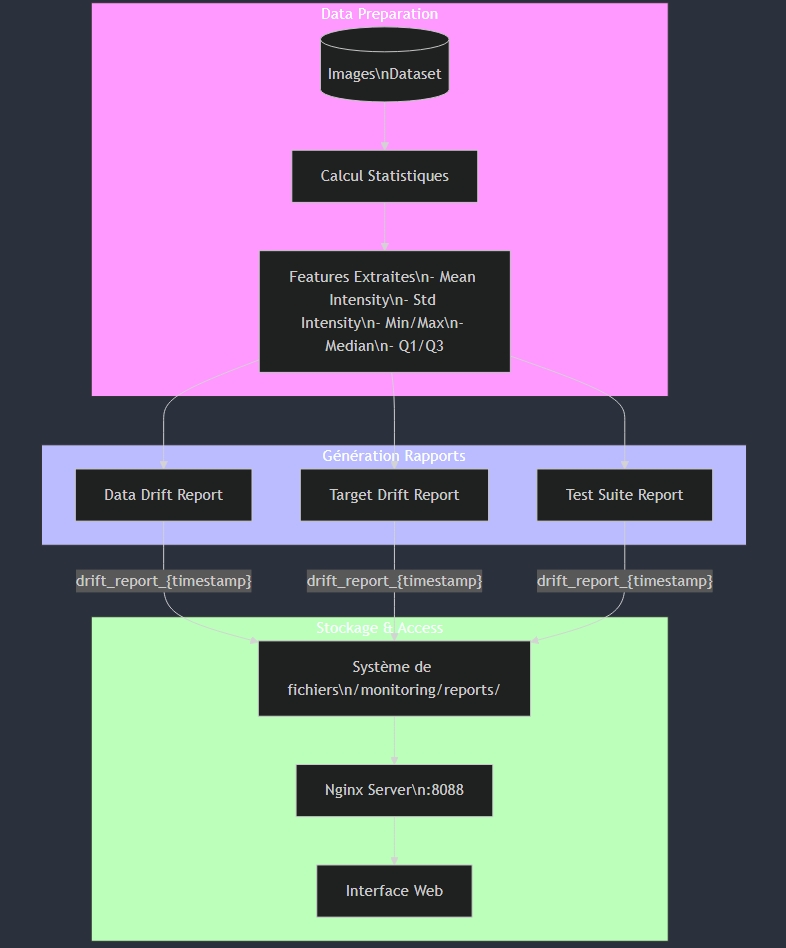 Data Preparation
Images\nDataset
Calcul Statistiques
Features Extraites\n- Mean
Intensity\n- Std
Intensity\n- Min/Max\n-
Median\n- Q1/Q3
Génération Rapports
Data Drift Report
Target Drift Report
Test Suite Report
drift_report_{timestamp}
drift_report_{timestamp}
drift_report_{timestamp}
Stockage & Access
Système de
fichiers\n/monitoring/reports/
Nginx Server\n:8088
Interface Web